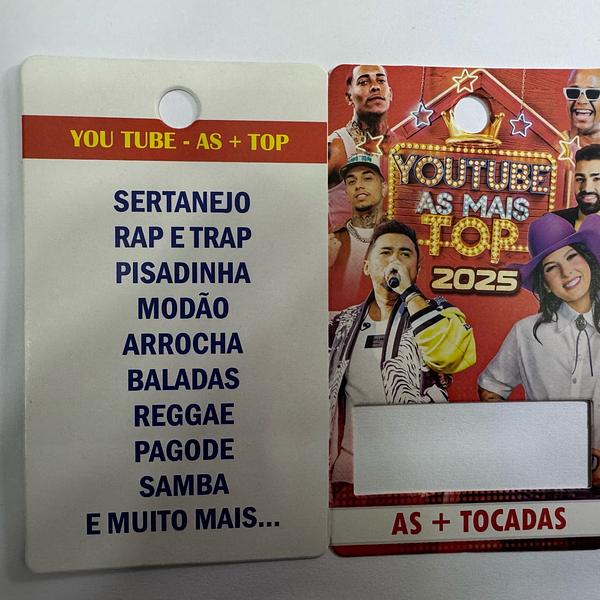 YOU TUBE - AS + TOP
SERTANEJO
RAP E TRAP
PISADINHA
MODÃO
ARROCHA
BALADAS
REGGAE
PAGODE
SAMBA
E MUITO MAIS...
YOUTUBE
AS MAIS
TOP
2025
AS + TOCADAS